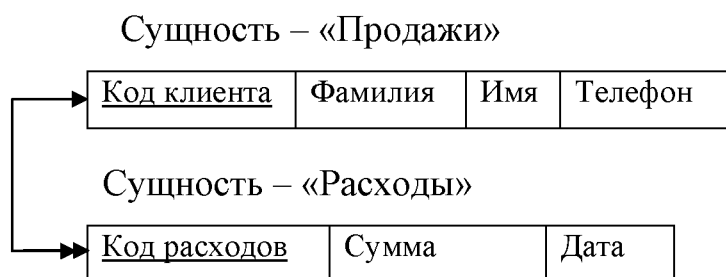 Сущность – «Продажи»
Код клиента Фамилия Имя Телефон
Сущность – «Расходы»
Код расходов Сумма Дата